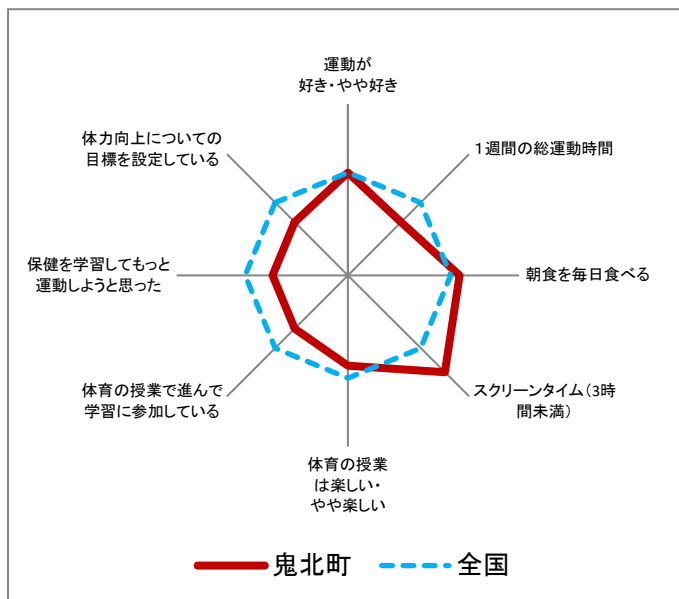 運動が
好き・やや好き
1週間の総運動時間
朝食を毎日食べる
スクリーンタイム（3時
間未満）
体育の授業
は楽しい・
やや楽しい
体育の授業で進んで
学習に参加している
保健を学習してもっと
運動しようと思った
体力向上についての
目標を設定している
鬼北町
全国